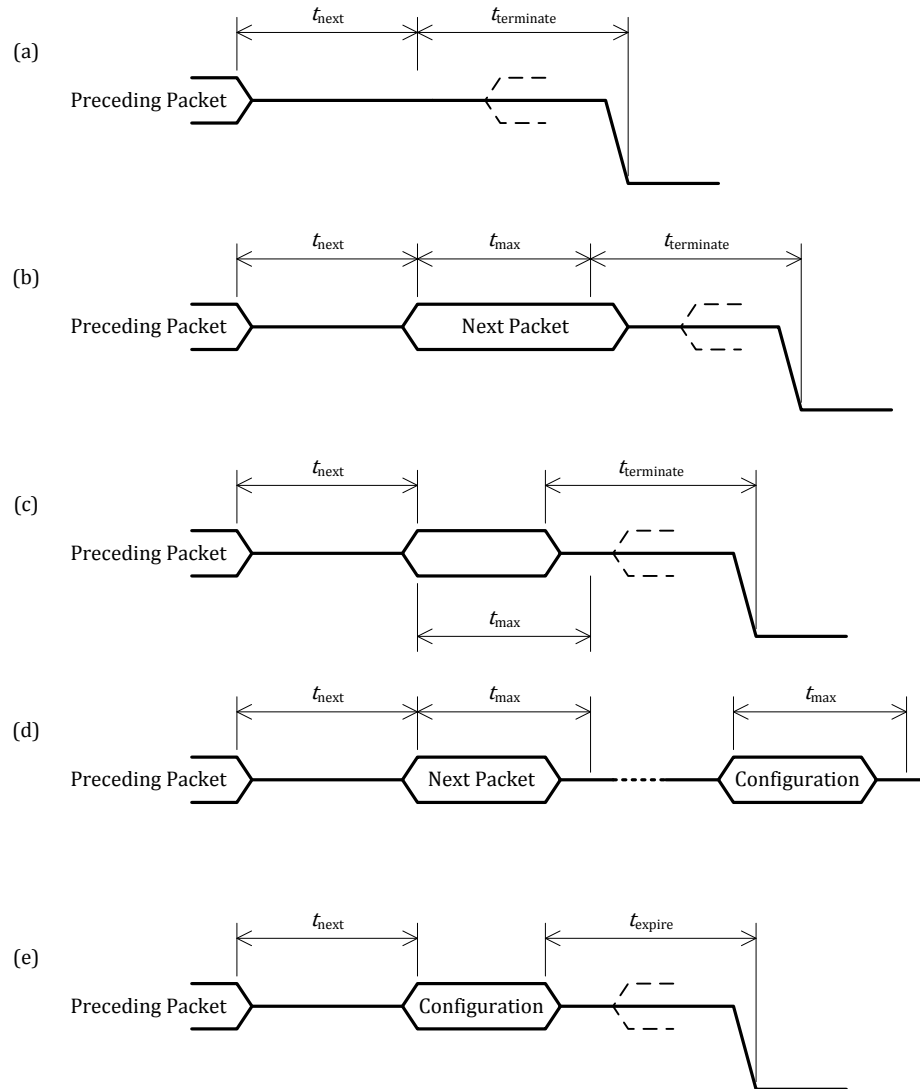 t_next t_terminate
(a)
Preceding Packet
t_next t_max t_terminate
(b)
Preceding Packet Next Packet
t_next t_terminate
(c)
Preceding Packet
t_max
t_next t_max t_max
(d)
Preceding Packet Next Packet Configuration
t_next t_expire
(e)
Preceding Packet Configuration